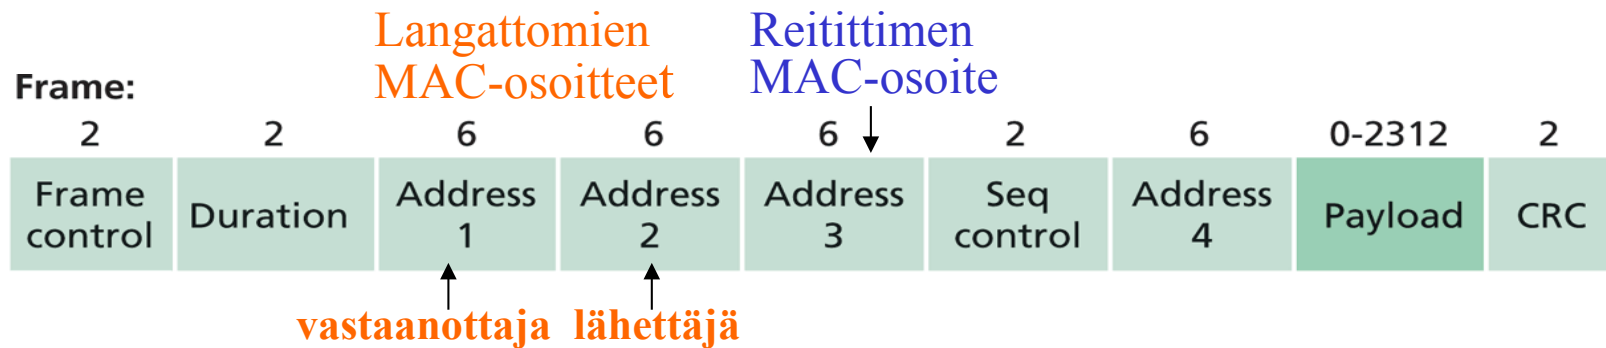 Langattomien
MAC-osoitteet
Reitittimen
MAC-osoite
Frame:
2 2 6 6 6 2 6 0-2312 2
Frame control
Duration
Address 1
Address 2
Address 3
Seq control
Address 4
Payload
CRC
vastaanottaja lähettäjä